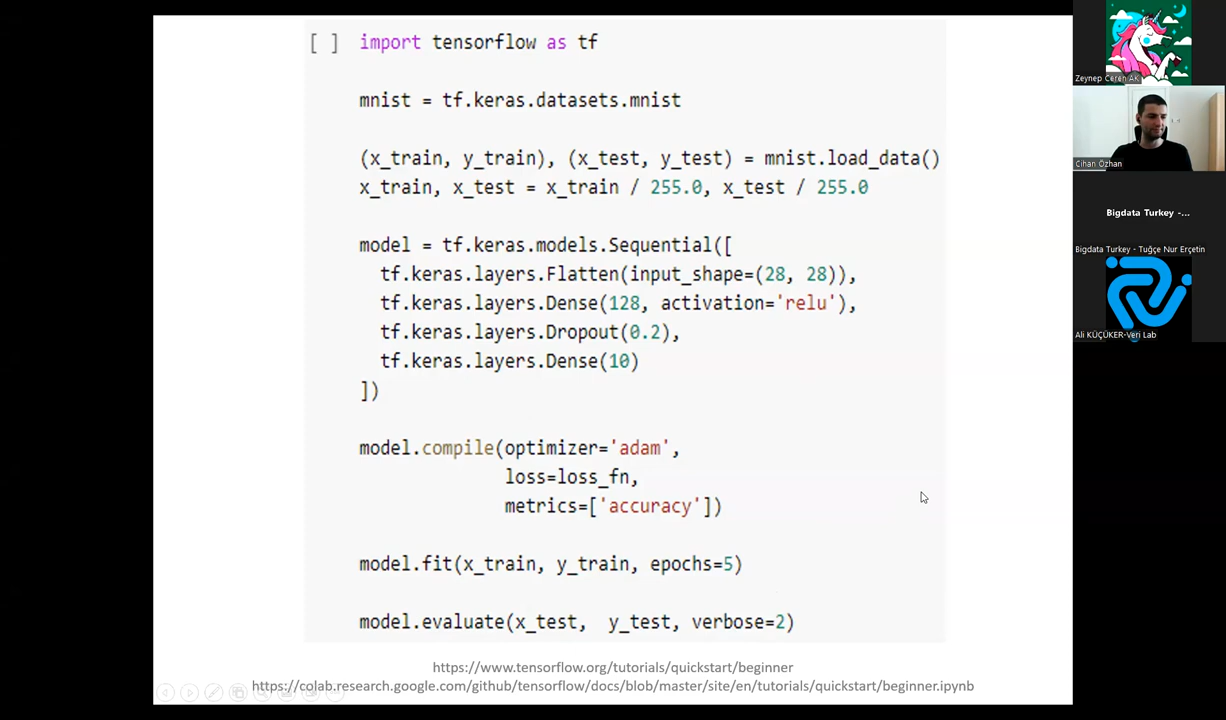 [ ] import tensorflow as tf
mnist = tf.keras.datasets.mnist
(x_train, y_train), (x_test, y_test) = mnist.load_data()
x_train, x_test = x_train / 255.0, x_test / 255.0
model = tf.keras.models.Sequential([
tf.keras.layers.Flatten(input_shape=(28, 28)),
tf.keras.layers.Dense(128, activation='relu'),
tf.keras.layers.Dropout(0.2),
tf.keras.layers.Dense(10)
])
model.compile(optimizer='adam',
loss=loss_fn,
metrics=['accuracy'])
model.fit(x_train, y_train, epochs=5)
model.evaluate(x_test, y_test, verbose=2)
https://www.tensorflow.org/tutorials/quickstart/beginner
https://colab.research.google.com/github/tensorflow/docs/blob/master/site/en/tutorials/quickstart/beginner.ipynb
Zeynep Ceren AK
Cihan Özhan
Bigdata Turkey -...
Bigdata Turkey - Tuğçe Nur Erçetin
Ali KÜÇÜKER-Veri Lab